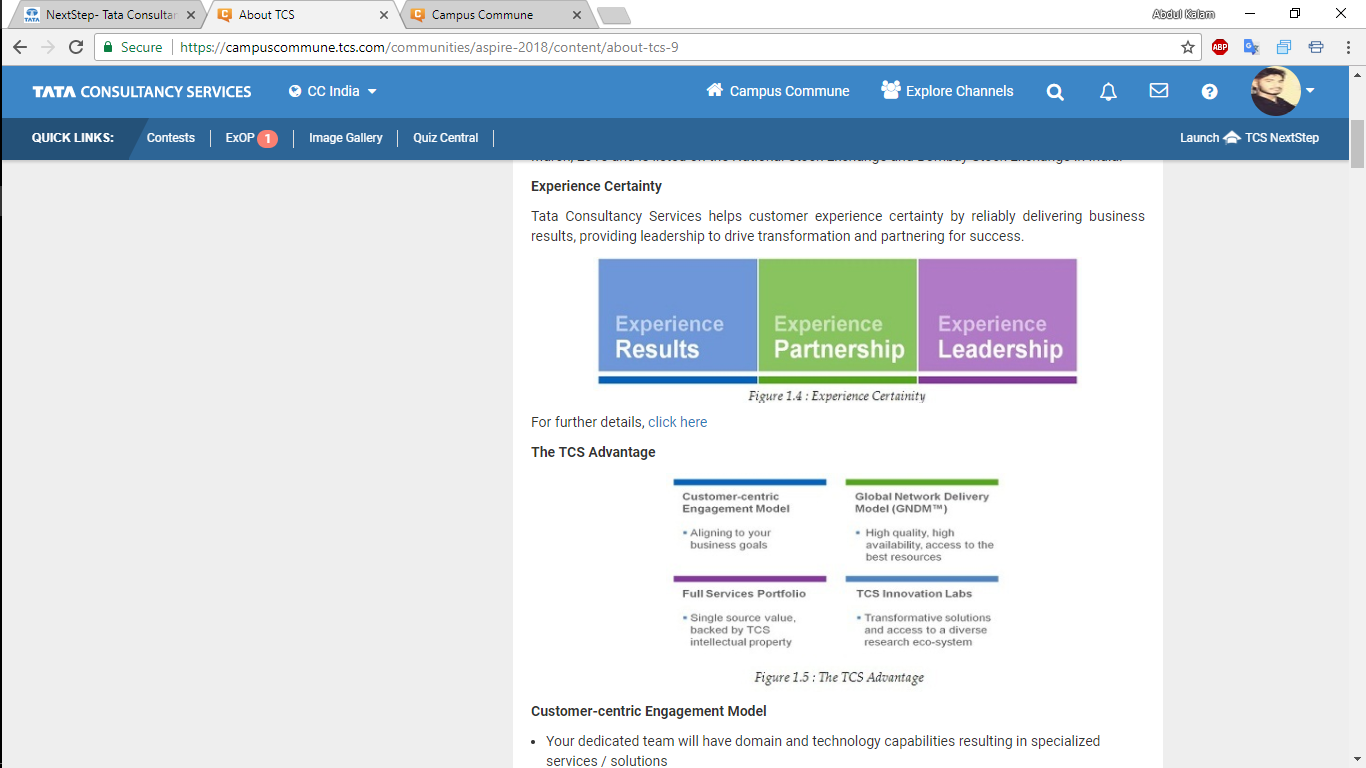 NextStep- Tata Consultan
About TCS
Campus Commune
Abdul Kalam
Secure
https://campuscommune.tcs.com/communities/aspire-2018/content/about-tcs-9
ABP
TATA CONSULTANCY SERVICES
CC India
Campus Commune
Explore Channels
QUICK LINKS:
Contests
ExOP 1
Image Gallery
Quiz Central
Launch TCS NextStep
Experience Certainty
Tata Consultancy Services helps customer experience certainty by reliably delivering business
results, providing leadership to drive transformation and partnering for success.
Experience
Results
Experience
Partnership
Experience
Leadership
Figure 1.4 : Experience Certainity
For further details, click here
The TCS Advantage
Customer-centric
Engagement Model
▪ Aligning to your
business goals
Global Network Delivery
Model (GNDM™)
▪ High quality, high
availability, access to the
best resources
Full Services Portfolio
▪ Single source value,
backed by TCS
intellectual property
TCS Innovation Labs
▪ Transformative solutions
and access to a diverse
research eco-system
Figure 1.5 : The TCS Advantage
Customer-centric Engagement Model
• Your dedicated team will have domain and technology capabilities resulting in specialized
services / solutions